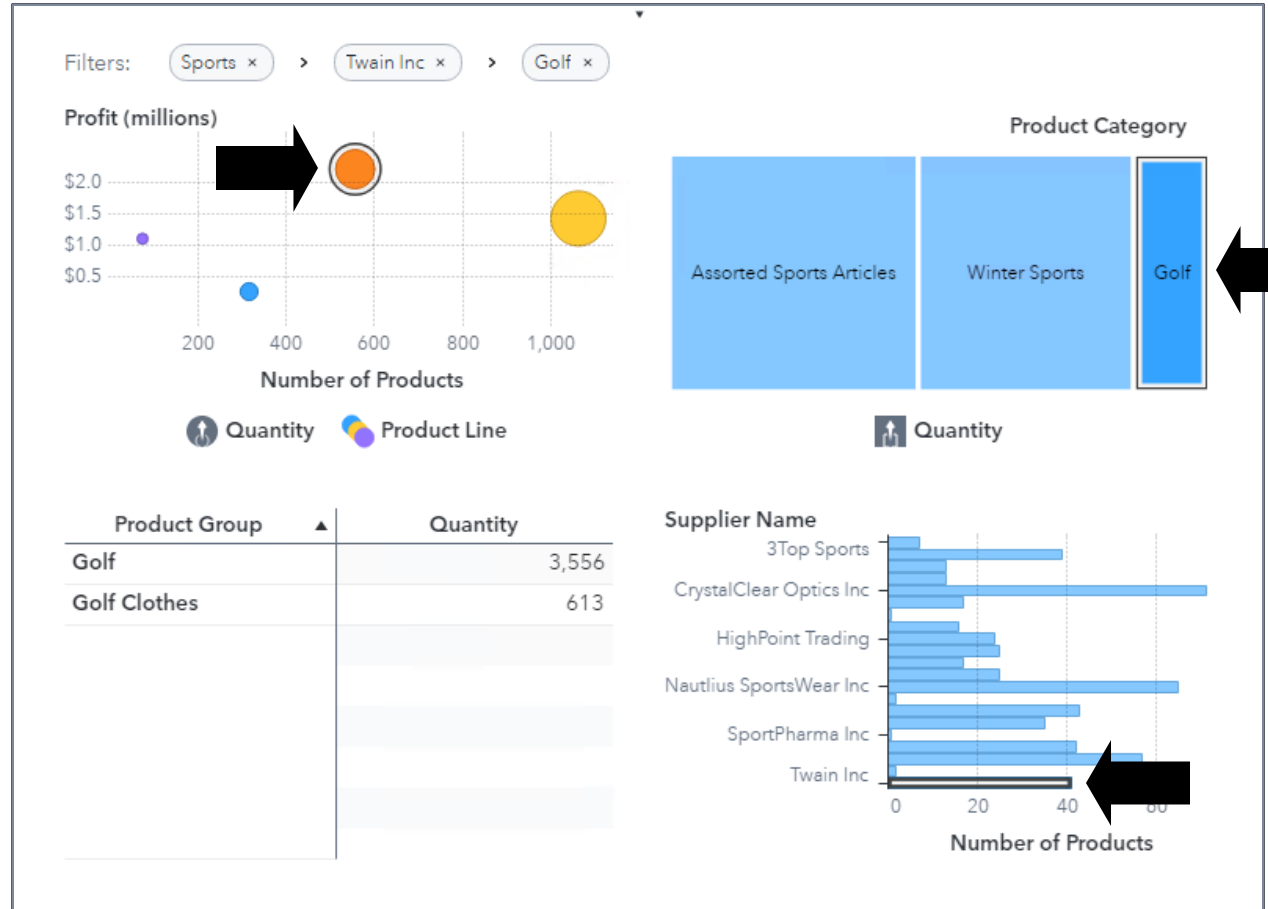 Filters: Sports × > Twain Inc × > Golf ×
Profit (millions)
$2.0
$1.5
$1.0
$0.5
200 400 600 800 1,000
Number of Products
Quantity Product Line
Product Category
Assorted Sports Articles Winter Sports Golf
Quantity
Product Group ▲ Quantity
Golf 3,556
Golf Clothes 613
Supplier Name
3Top Sports
CrystalClear Optics Inc
HighPoint Trading
Nautlius SportsWear Inc
SportPharma Inc
Twain Inc
0 20 40 60
Number of Products